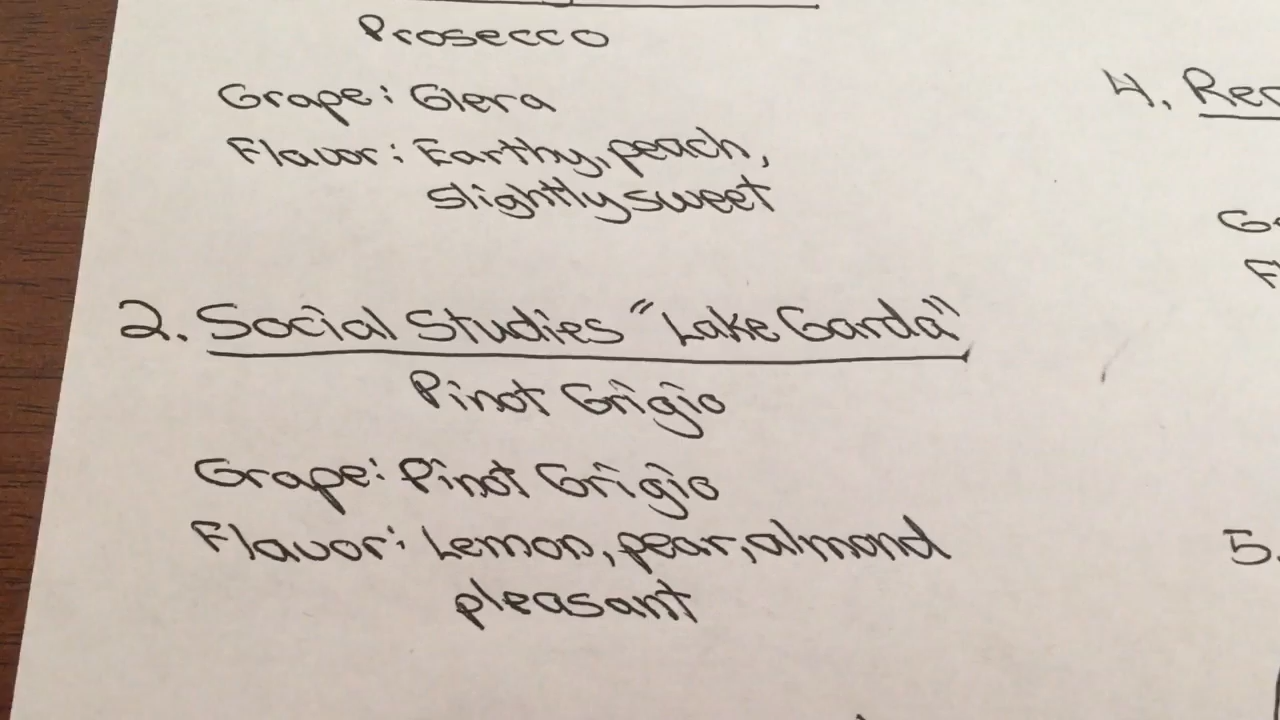 Prosecco
Grape: Glera
Flavor: Earthy, peach,
slightly sweet
2. Social Studies "Lake Garda"
Pinot Grigio
Grape: Pinot Grigio
Flavor: Lemon, pear, almond
pleasant
4.
5.